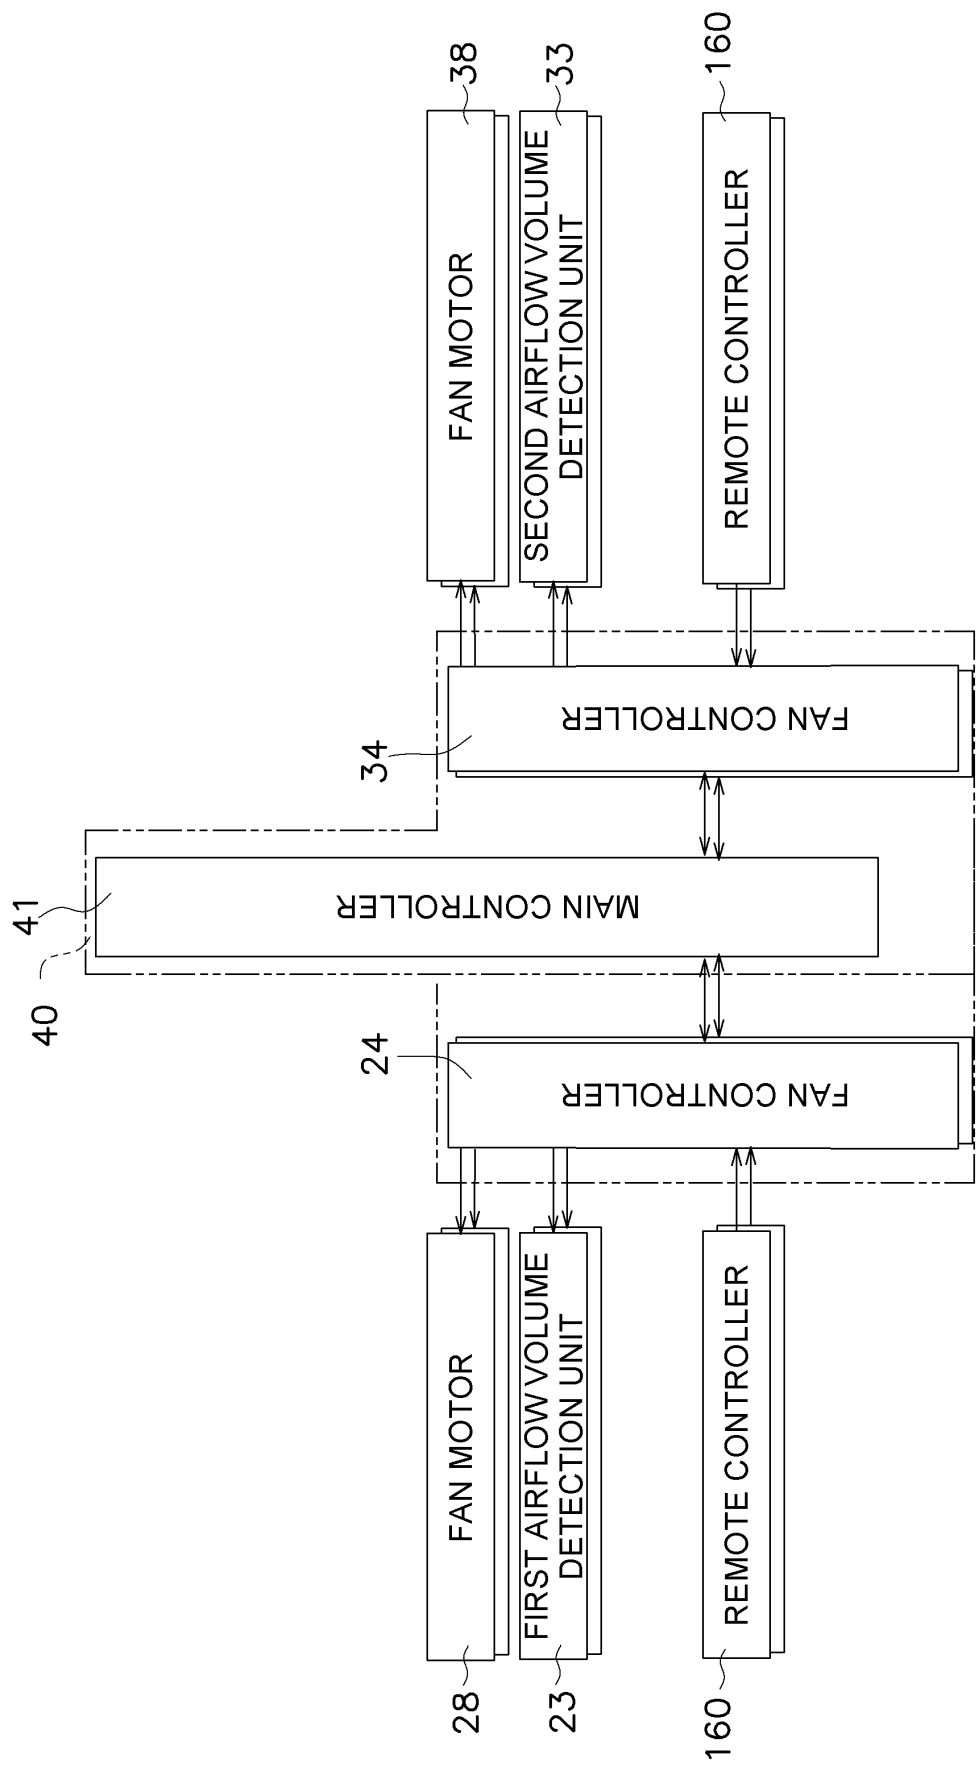 40
41
28
FAN MOTOR
24
34
FAN MOTOR
38
23
FIRST AIRFLOW VOLUME
DETECTION UNIT
FAN CONTROLLER
MAIN CONTROLLER
FAN CONTROLLER
SECOND AIRFLOW VOLUME
DETECTION UNIT
33
160
REMOTE CONTROLLER
REMOTE CONTROLLER
160